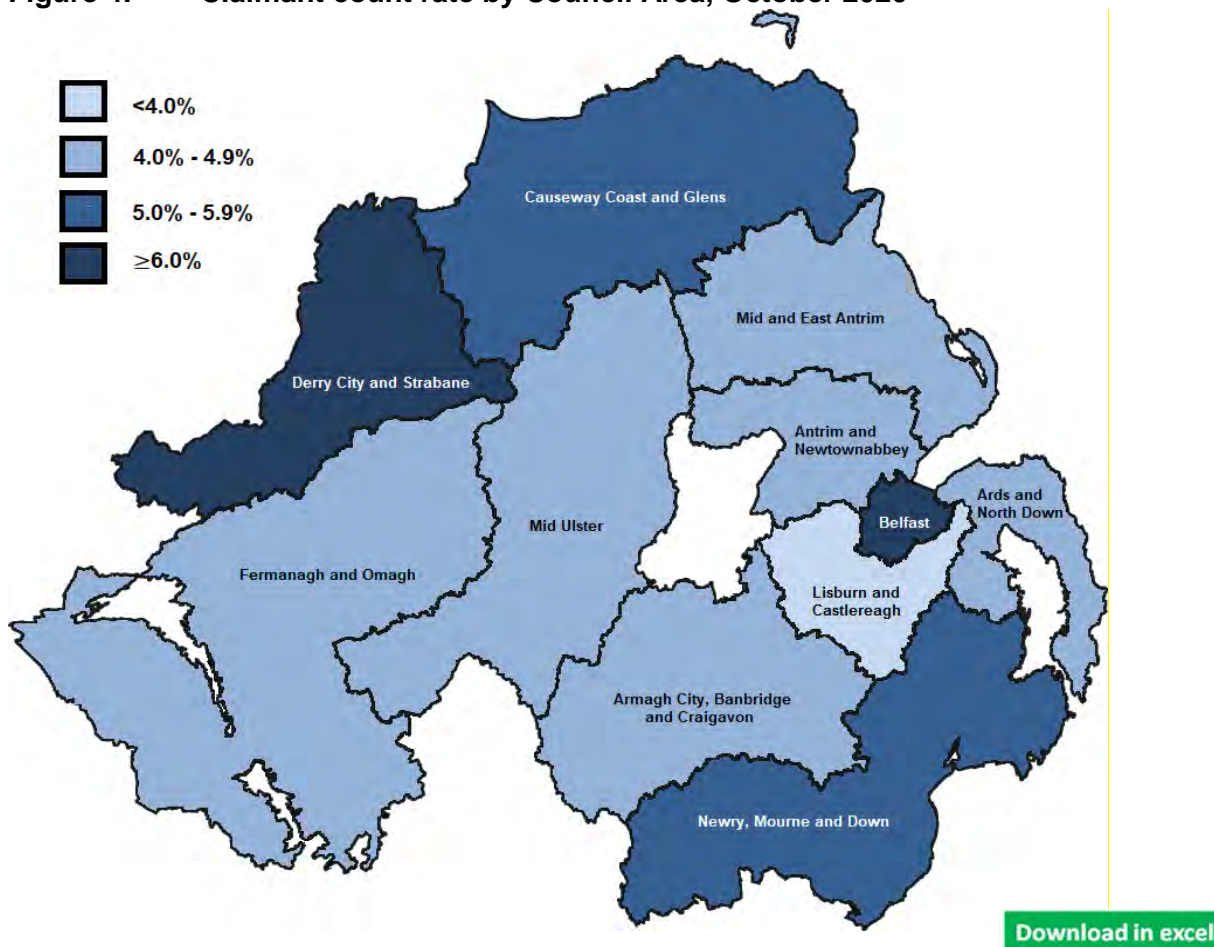 Figure 4: Claimant count rate by Council Area, October 2020
<4.0%
4.0% - 4.9%
5.0% - 5.9%
≥6.0%
Causeway Coast and Glens
Mid and East Antrim
Derry City and Strabane
Antrim and
Newtownabbey
Ards and
North Down
Belfast
Mid Ulster
Fermanagh and Omagh
Lisburn and
Castlereagh
Armagh City, Banbridge
and Craigavon
Newry, Mourne and Down
Download in excel